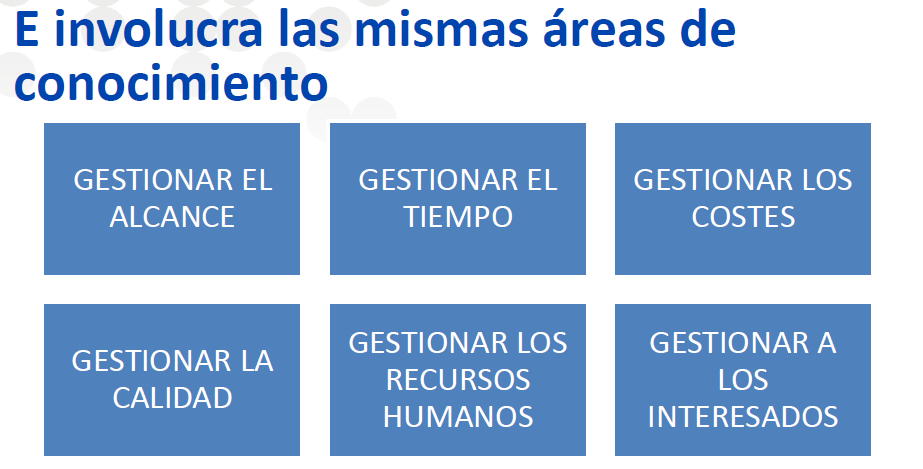 E involucra las mismas áreas de
conocimiento
GESTIONAR EL
ALCANCE
GESTIONAR EL
TIEMPO
GESTIONAR LOS
COSTES
GESTIONAR LA
CALIDAD
GESTIONAR LOS
RECURSOS
HUMANOS
GESTIONAR A
LOS
INTERESADOS